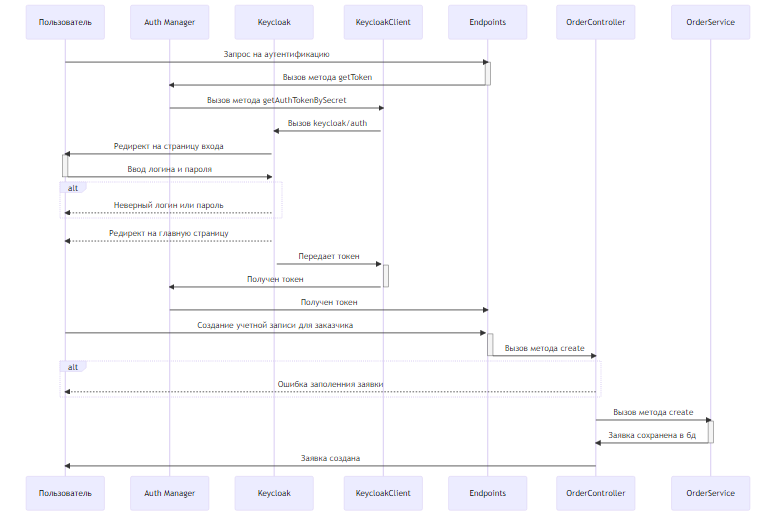 Пользователь
Auth Manager
Keycloak
KeycloakClient
Endpoints
OrderController
OrderService
Запрос на аутентификацию
Вызов метода getToken
Вызов метода getAuthTokenBySecret
Вызов keycloak/auth
Редирект на страницу входа
Ввод логина и пароля
alt
Неверный логин или пароль
Редирект на главную страницу
Передает токен
Получен токен
Получен токен
Создание учетной записи для заказчика
Вызов метода create
alt
Ошибка заполенния заявки
Вызов метода create
Заявка сохранена в бд
Заявка создана
Пользователь
Auth Manager
Keycloak
KeycloakClient
Endpoints
OrderController
OrderService